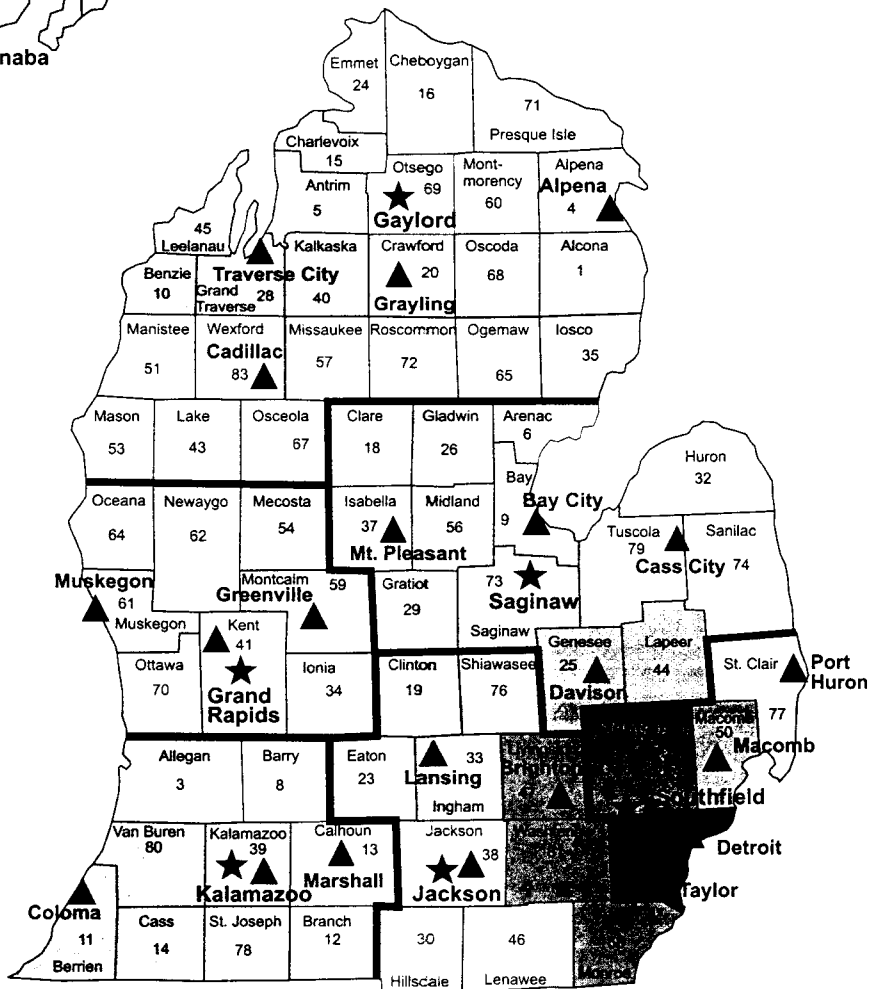 naba
Emmet
24
Cheboygan
16
71
Presque Isle
Charlevoix
15
Antrim
5
Otsego
69
Gaylord
Mont-
morency
60
Alpena
Alpena
4
45
Leelanau
Traverse City
Benzie
10
Grand
Traverse
28
Kalkaska
40
Crawford
20
Grayling
Oscoda
68
Alcona
1
Manistee
51
Wexford
Cadillac
83
Missaukee
57
Roscommon
72
Ogemaw
65
Iosco
35
Mason
53
Lake
43
Osceola
67
Clare
18
Gladwin
26
Arenac
6
Huron
32
Bay
Bay City
9
Oceana
64
Newaygo
62
Mecosta
54
Isabella
37
Mt. Pleasant
Midland
56
Tuscola
79
Cass City
Sanilac
74
Muskegon
61
Muskegon
Montcalm
59
Greenville
Gratiot
29
73
Saginaw
Saginaw
Kent
41
Grand
Rapids
Ottawa
70
Ionia
34
Clinton
19
Shiawasee
76
Genesee
25
Davison
Lapeer
44
St. Clair
77
Port
Huron
Macomb
50
Macomb
Allegan
3
Barry
8
Eaton
23
33
Lansing
Ingham
Brighton
47
Southfield
Van Buren
80
Kalamazoo
39
Kalamazoo
Calhoun
13
Marshall
Jackson
38
Jackson
Detroit
Taylor
Coloma
11
Berrien
Cass
14
St. Joseph
78
Branch
12
30
Hillsdale
46
Lenawee
Monroe